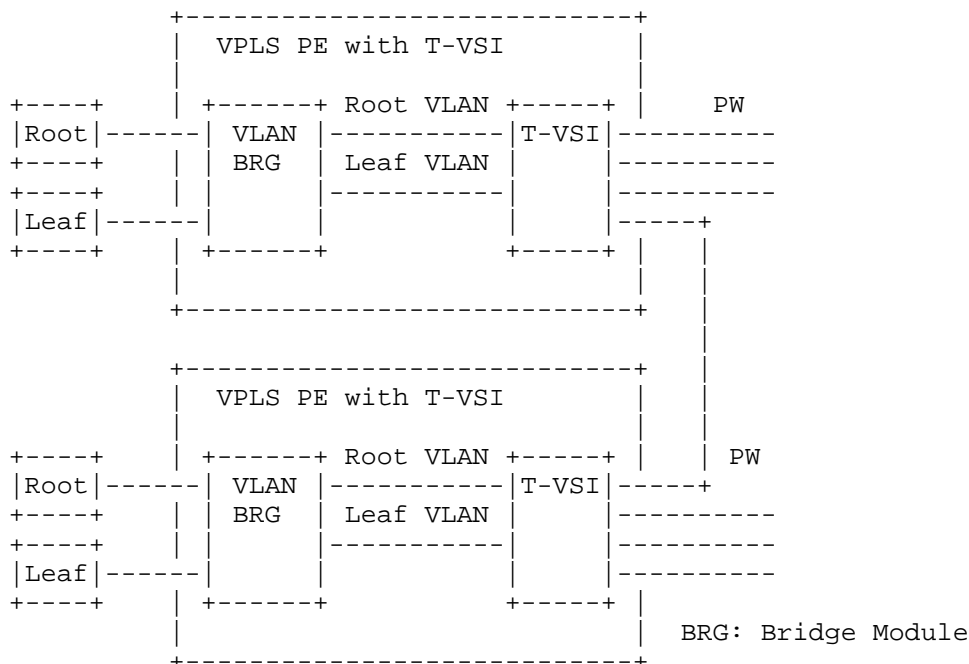 VPLS PE with T-VSI
Root VLAN PW
Root VLAN T-VSI
BRG Leaf VLAN
Leaf
VPLS PE with T-VSI
Root VLAN PW
Root VLAN T-VSI
BRG Leaf VLAN
Leaf
BRG: Bridge Module